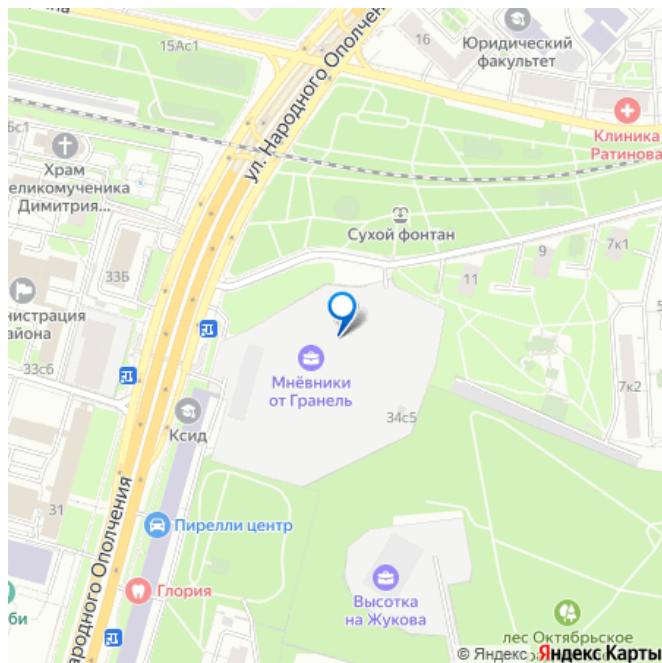 15Ас1
16
Юридический
факультет
ул. Народного Ополчения
Клиника
Ратинова
Храм
Димитрия...
Сухой фонтан
7к1
9
11
33Б
33с6
Мнёвники
от Гранель
34с5
7к2
Ксид
31
Народного Ополчения
Пирелли центр
Глория
Высотка
на Жукова
лес Октябрьское
© Яндекс Яндекс Карты